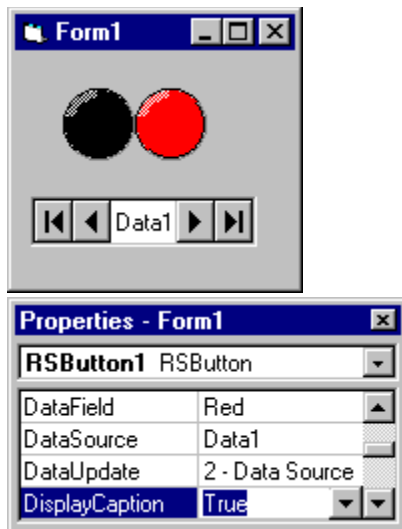 Form1
Data1
Properties - Form1
RSButton1 RSButton
DataField Red
DataSource Data1
DataUpdate 2 - Data Source
DisplayCaption True